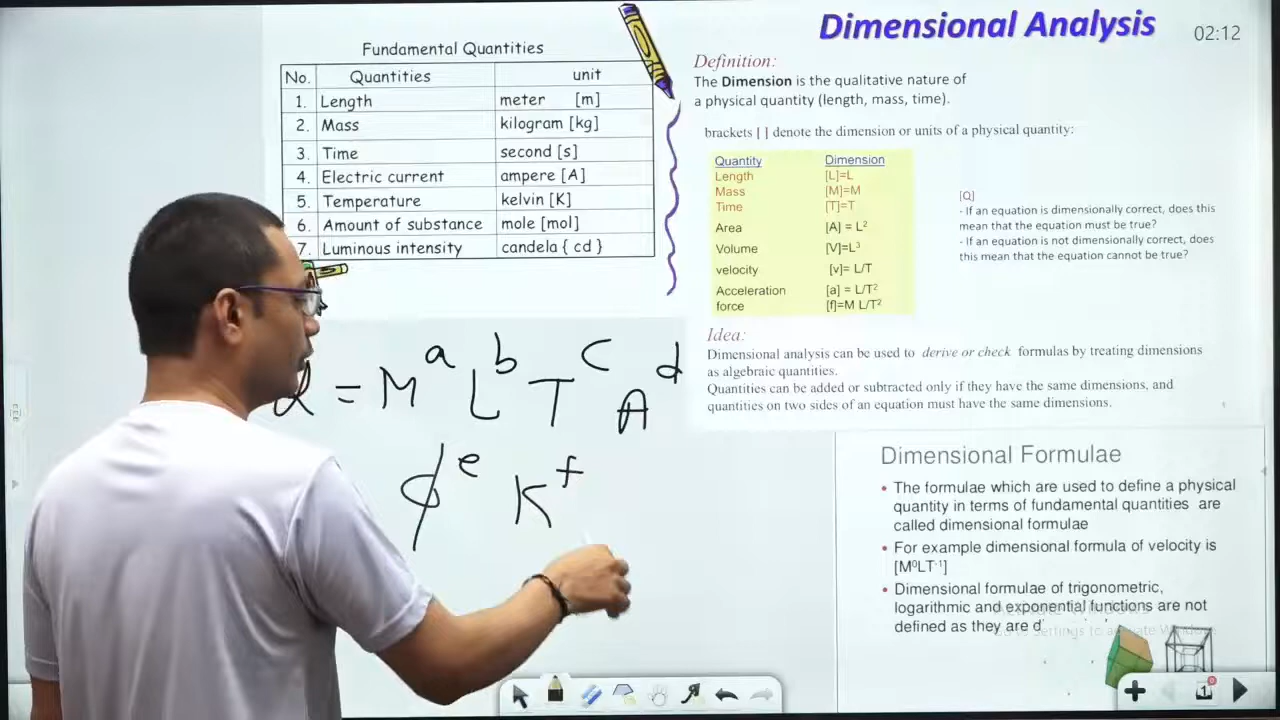 Fundamental Quantities
No. Quantities unit
1. Length meter [m]
2. Mass kilogram [kg]
3. Time second [s]
4. Electric current ampere [A]
5. Temperature kelvin [K]
6. Amount of substance mole [mol]
7. Luminous intensity candela { cd }
= M^a L^b T^c A^d
ϕ^e K^f
Dimensional Analysis
02:12
Definition:
The Dimension is the qualitative nature of
a physical quantity (length, mass, time).
brackets [ ] denote the dimension or units of a physical quantity:
Quantity Dimension
Length [L]=L
Mass [M]=M
Time [T]=T
Area [A] = L²
Volume [V]=L³
velocity [v]= L/T
Acceleration [a] = L/T²
force [f]=M L/T²
[Q]
- If an equation is dimensionally correct, does this
mean that the equation must be true?
- If an equation is not dimensionally correct, does
this mean that the equation cannot be true?
Idea:
Dimensional analysis can be used to derive or check formulas by treating dimensions
as algebraic quantities.
Quantities can be added or subtracted only if they have the same dimensions, and
quantities on two sides of an equation must have the same dimensions.
Dimensional Formulae
• The formulae which are used to define a physical
quantity in terms of fundamental quantities are
called dimensional formulae
• For example dimensional formula of velocity is
[M⁰LT⁻¹]
• Dimensional formulae of trigonometric,
logarithmic and exponential functions are not
defined as they are d
Activate Windows
Go to Settings to activate Windows.
1